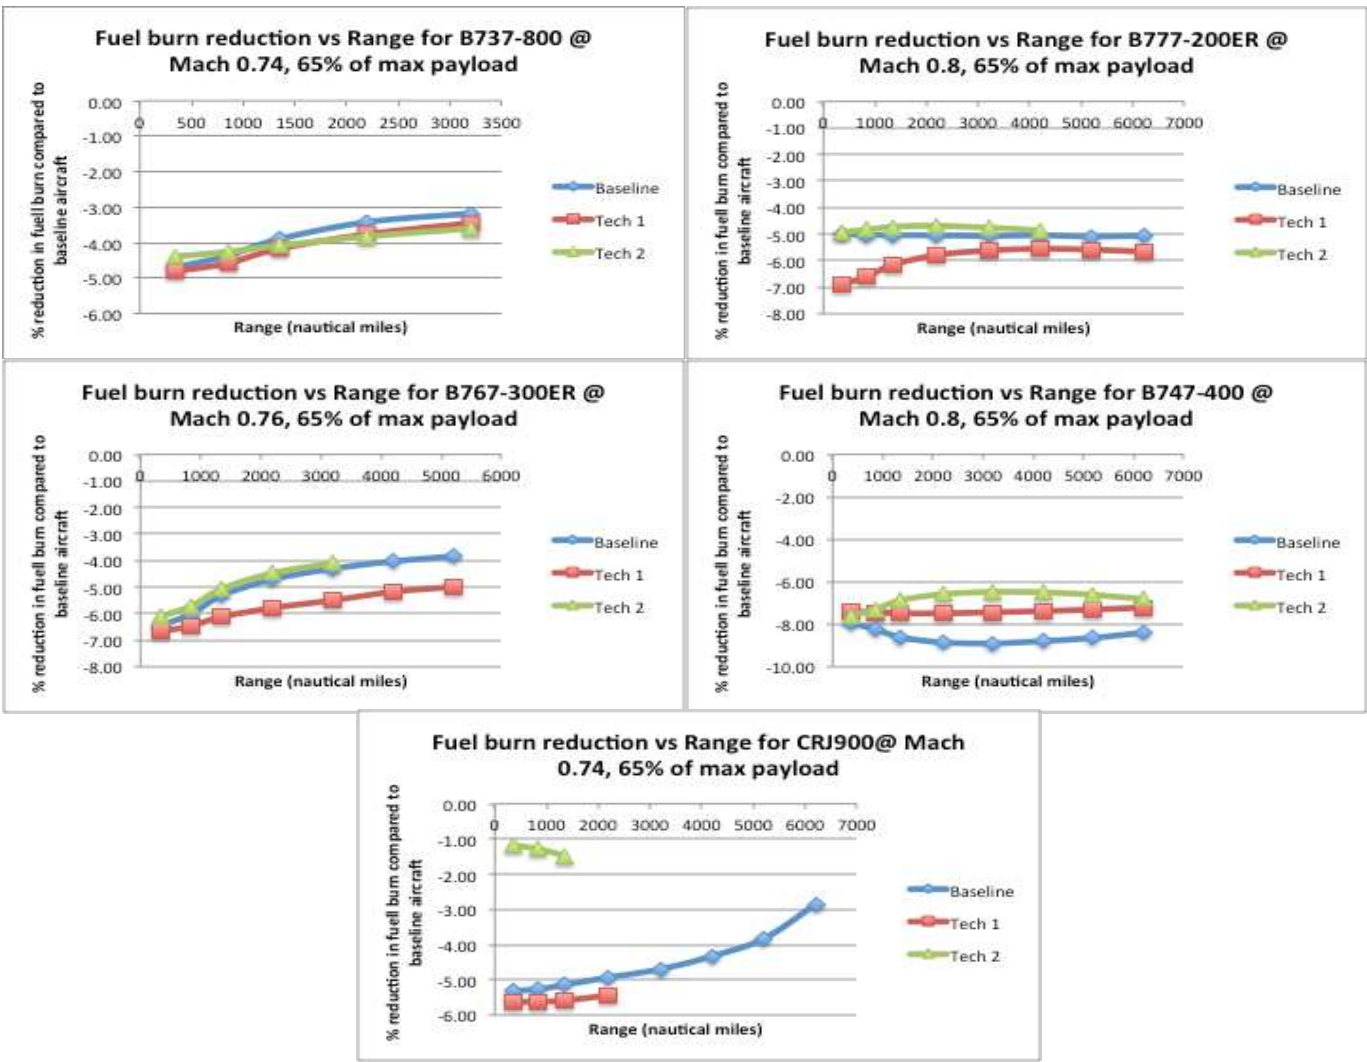 Fuel burn reduction vs Range for B737-800 @
Mach 0.74, 65% of max payload
% reduction in fuell burn compared to
baseline aircraft
0.00
-1.00
-2.00
-3.00
-4.00
-5.00
-6.00
0 500 1000 1500 2000 2500 3000 3500
Range (nautical miles)
Baseline
Tech 1
Tech 2
Fuel burn reduction vs Range for B777-200ER @
Mach 0.8, 65% of max payload
% reduction in fuell burn compared to
baseline aircraft
0.00
-1.00
-2.00
-3.00
-4.00
-5.00
-6.00
-7.00
-8.00
0 1000 2000 3000 4000 5000 6000 7000
Range (nautical miles)
Baseline
Tech 1
Tech 2
Fuel burn reduction vs Range for B767-300ER @
Mach 0.76, 65% of max payload
% reduction in fuell burn compared to
baseline aircraft
0.00
-1.00
-2.00
-3.00
-4.00
-5.00
-6.00
-7.00
-8.00
0 1000 2000 3000 4000 5000 6000
Range (nautical miles)
Baseline
Tech 1
Tech 2
Fuel burn reduction vs Range for B747-400 @
Mach 0.8, 65% of max payload
% reduction in fuell burn compared to
baseline aircraft
0.00
-2.00
-4.00
-6.00
-8.00
-10.00
0 1000 2000 3000 4000 5000 6000 7000
Range (nautical miles)
Baseline
Tech 1
Tech 2
Fuel burn reduction vs Range for CRJ900@ Mach
0.74, 65% of max payload
% reduction in fuell burn compared to
baseline aircraft
0.00
-1.00
-2.00
-3.00
-4.00
-5.00
-6.00
0 1000 2000 3000 4000 5000 6000 7000
Range (nautical miles)
Baseline
Tech 1
Tech 2